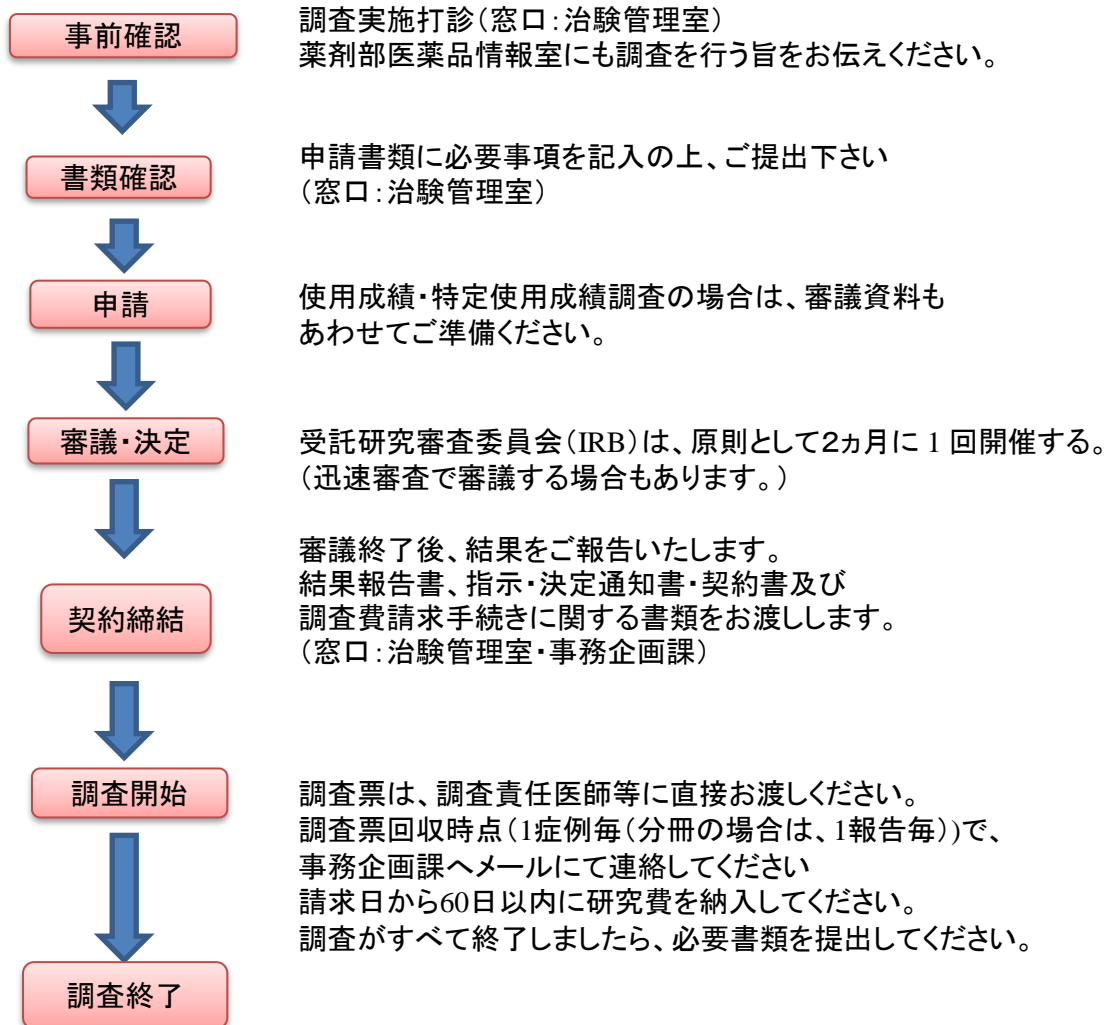 事前確認
調査実施打診（窓口：治験管理室）
薬剤部医薬品情報室にも調査を行う旨をお伝えください。
書類確認
申請書類に必要事項を記入の上、ご提出下さい
（窓口：治験管理室）
申請
使用成績・特定使用成績調査の場合は、審議資料も
あわせてご準備ください。
審議・決定
受託研究審査委員会（IRB）は、原則として２ヵ月に 1 回開催する。
（迅速審査で審議する場合もあります。）
契約締結
審議終了後、結果をご報告いたします。
結果報告書、指示・決定通知書・契約書及び
調査費請求手続きに関する書類をお渡しします。
（窓口：治験管理室・事務企画課）
調査開始
調査票は、調査責任医師等に直接お渡しください。
調査票回収時点（1症例毎（分冊の場合は、1報告毎）)で、
事務企画課へメールにて連絡してください
請求日から60日以内に研究費を納入してください。
調査がすべて終了しましたら、必要書類を提出してください。
調査終了